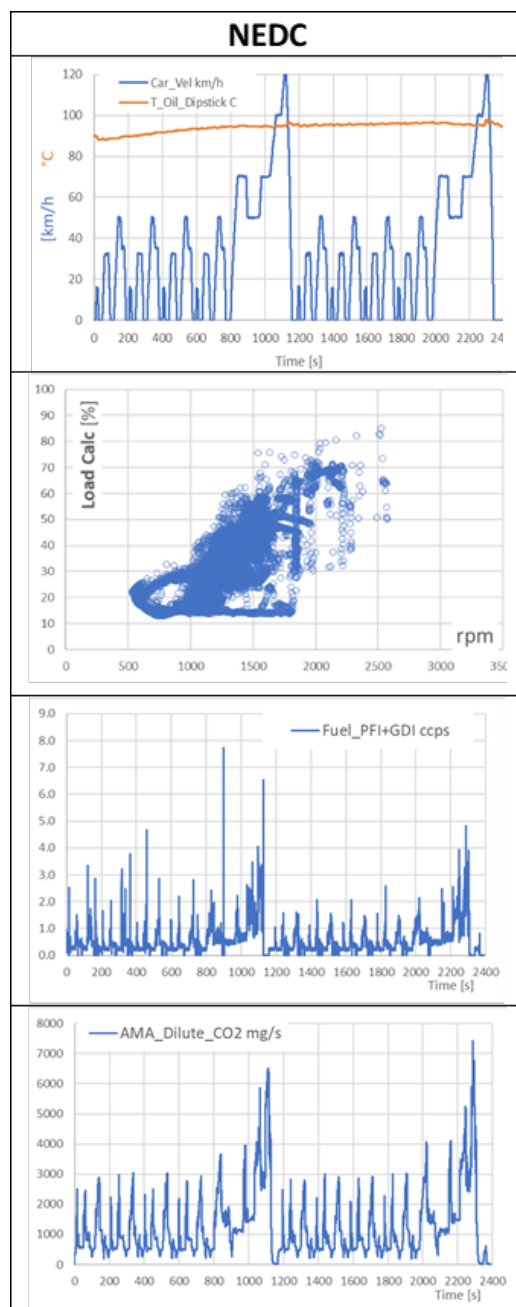 NEDC
120
100
80
60
40
20
0
°C
[km/h
Car_Vel km/h
T_Oil_Dipstick C
0 200 400 600 800 1000 1200 1400 1600 1800 2000 2200 240
Time [s]
Load Calc [%]
100
90
80
70
60
50
40
30
20
10
0
rpm
0 500 1000 1500 2000 2500 3000 350
9.0
8.0
7.0
6.0
5.0
4.0
3.0
2.0
1.0
0.0
Fuel_PFI+GDI ccps
0 200 400 600 800 1000 1200 1400 1600 1800 2000 2200 2400
Time [s]
8000
7000
6000
5000
4000
3000
2000
1000
0
AMA_Dilute_CO2 mg/s
0 200 400 600 800 1000 1200 1400 1600 1800 2000 2200 2400
Time [s]